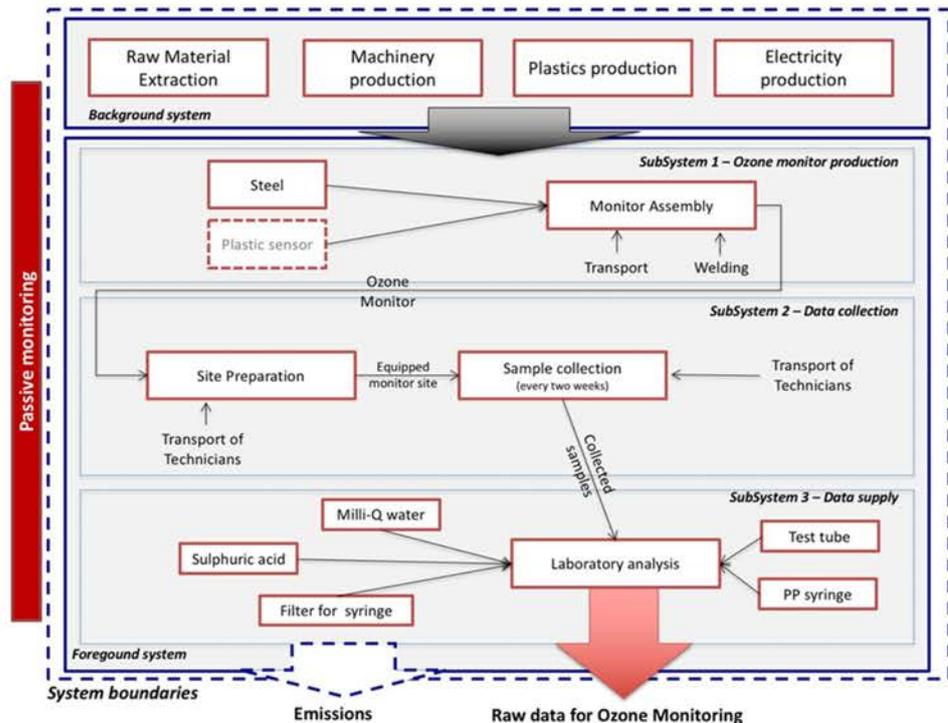 Passive monitoring
Raw Material
Extraction
Machinery
production
Plastics production
Electricity
production
Background system
SubSystem 1 – Ozone monitor production
Steel
Monitor Assembly
Plastic sensor
Transport
Welding
Ozone
Monitor
SubSystem 2 – Data collection
Site Preparation
Equipped
monitor site
Sample collection
(every two weeks)
Transport of
Technicians
Transport of
Technicians
Collected
samples
SubSystem 3 – Data supply
Milli-Q water
Test tube
Sulphuric acid
Laboratory analysis
PP syringe
Filter for syringe
Foreground system
System boundaries
Emissions
Raw data for Ozone Monitoring